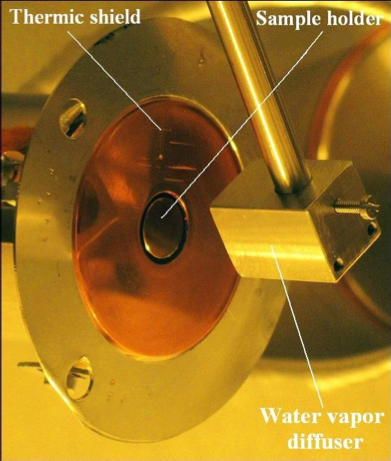 Thermic shield
Sample holder
Water vapor
diffuser